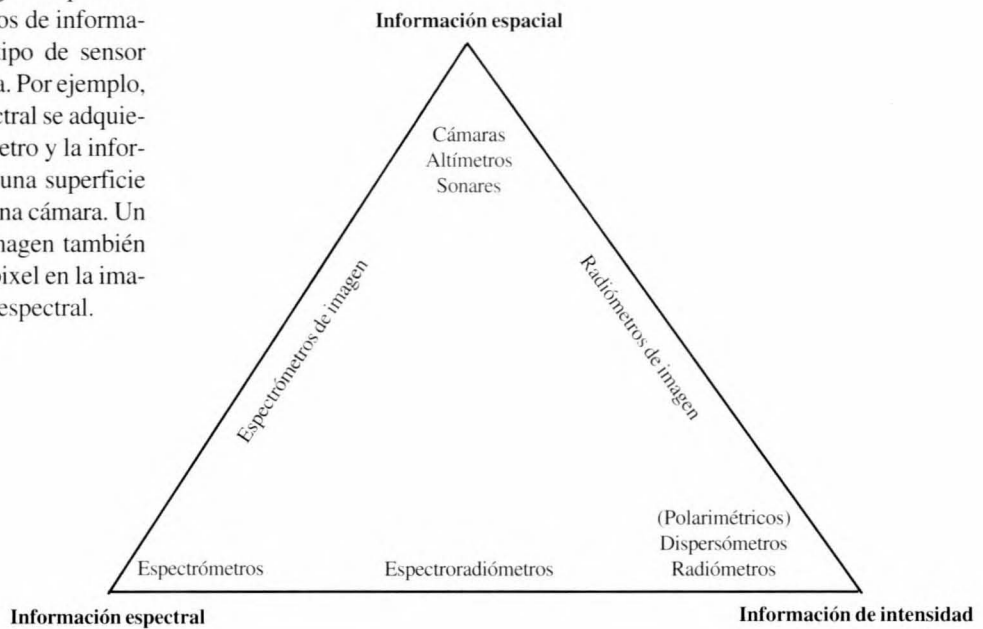 os de informa-
tipo de sensor
Por ejemplo,
ctral se adquie-
etro y la infor-
una superficie
na cámara. Un
magen también
pixel en la ima-
espectral.
Información espacial
Cámaras
Altímetros
Sonares
Espectrómetros de imagen
Radiómetros de imagen
(Polarimétricos)
Dispersómetros
Radiómetros
Espectrómetros
Espectroradiómetros
Información espectral
Información de intensidad